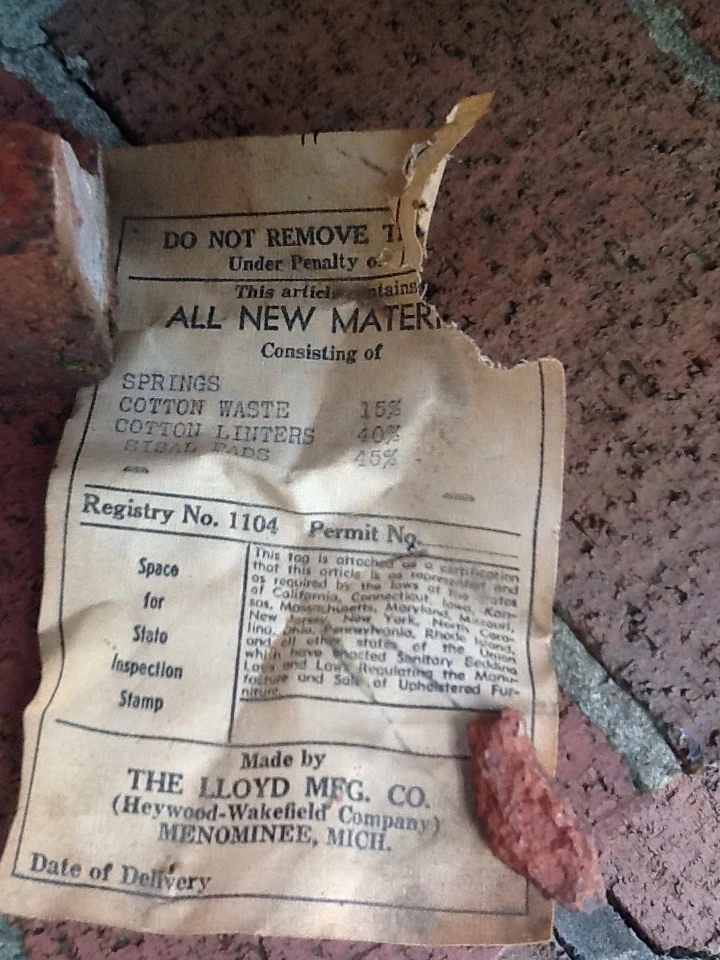 DO NOT REMOVE T
Under Penalty o
This article contains
ALL NEW MATER
Consisting of
SPRINGS
COTTON WASTE 15%
COTTON LINTERS 40%
SISAL PADS 45%
Registry No. 1104 Permit No.
Space
for
State
Inspection
Stamp
This tag is attached as a certification
that this article is as represented and
as required by the laws of the states
of California, Connecticut, Iowa, Kan-
sas, Massachusetts, Maryland, Missouri,
New Jersey, New York, North Caro-
lina, Ohio, Pennsylvania, Rhode Island,
and all other states of the Union
which have enacted Sanitary Bedding
Laws and Laws Regulating the Manu-
facture and Sale of Upholstered Fur-
niture.
Made by
THE LLOYD MFG. CO.
(Heywood-Wakefield Company)
MENOMINEE, MICH.
Date of Delivery